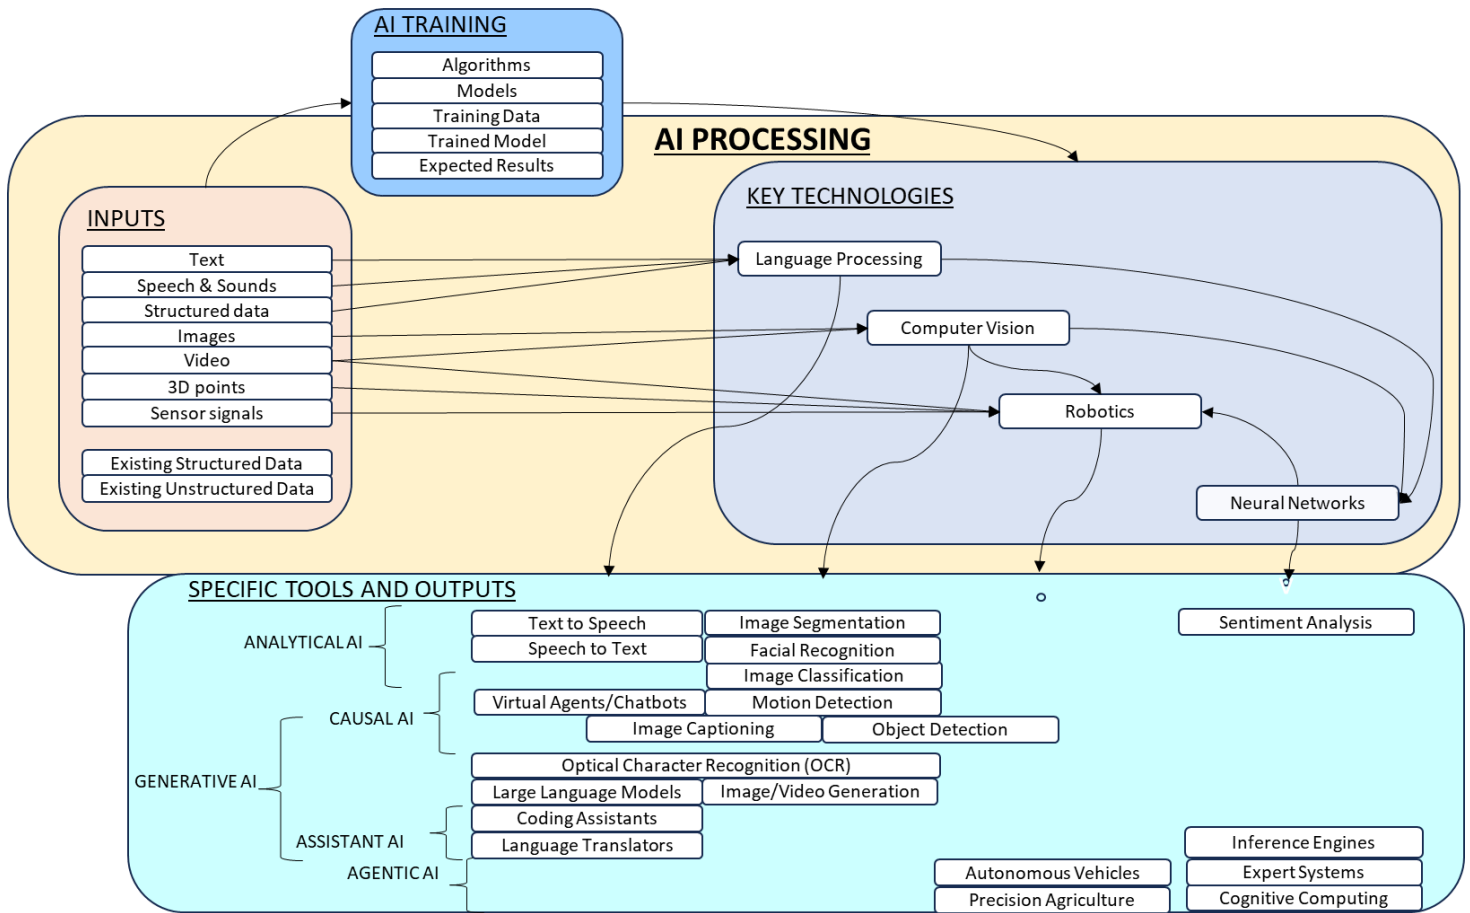 AI TRAINING
Algorithms
Models
Training Data
Trained Model
Expected Results
AI PROCESSING
INPUTS
Text
Speech & Sounds
Structured data
Images
Video
3D points
Sensor signals
Existing Structured Data
Existing Unstructured Data
KEY TECHNOLOGIES
Language Processing
Computer Vision
Robotics
Neural Networks
SPECIFIC TOOLS AND OUTPUTS
ANALYTICAL AI
CAUSAL AI
GENERATIVE AI
ASSISTANT AI
AGENTIC AI
Text to Speech
Speech to Text
Image Segmentation
Facial Recognition
Image Classification
Virtual Agents/Chatbots
Motion Detection
Image Captioning
Object Detection
Optical Character Recognition (OCR)
Large Language Models
Image/Video Generation
Coding Assistants
Language Translators
Autonomous Vehicles
Precision Agriculture
Sentiment Analysis
Inference Engines
Expert Systems
Cognitive Computing